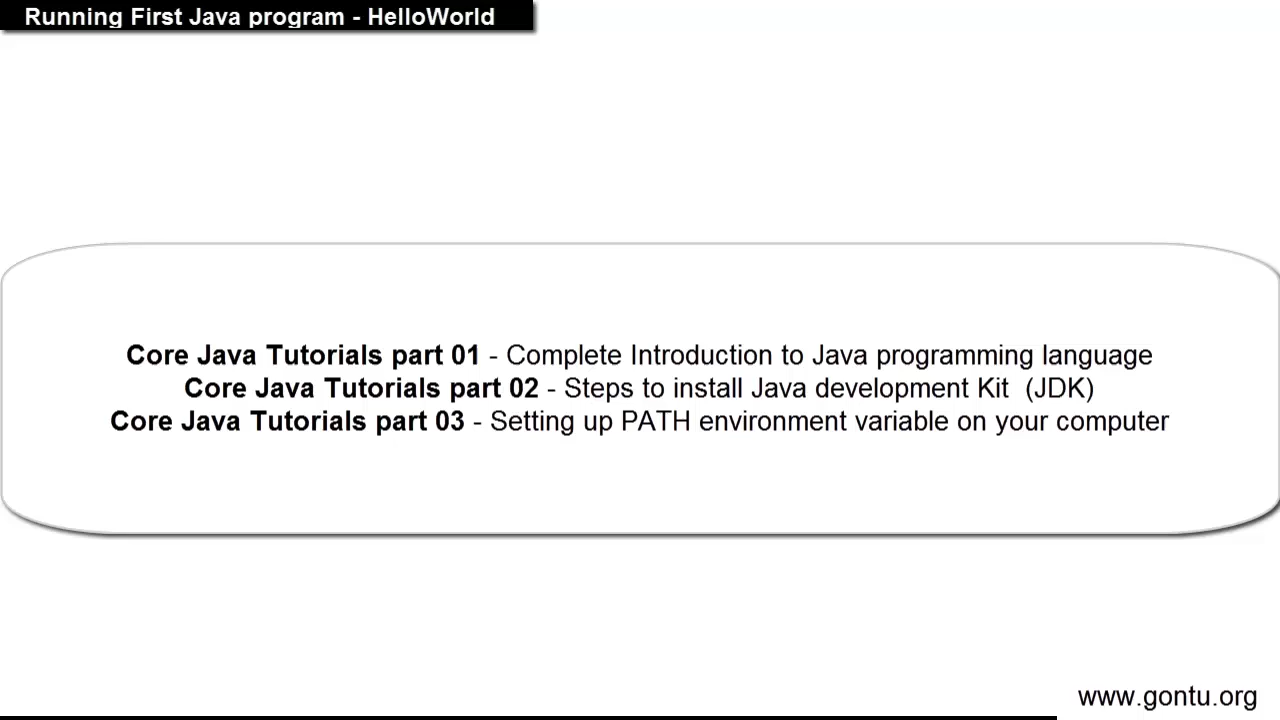 Running First Java program - HelloWorld
Core Java Tutorials part 01 - Complete Introduction to Java programming language
Core Java Tutorials part 02 - Steps to install Java development Kit  (JDK)
Core Java Tutorials part 03 - Setting up PATH environment variable on your computer
www.gontu.org